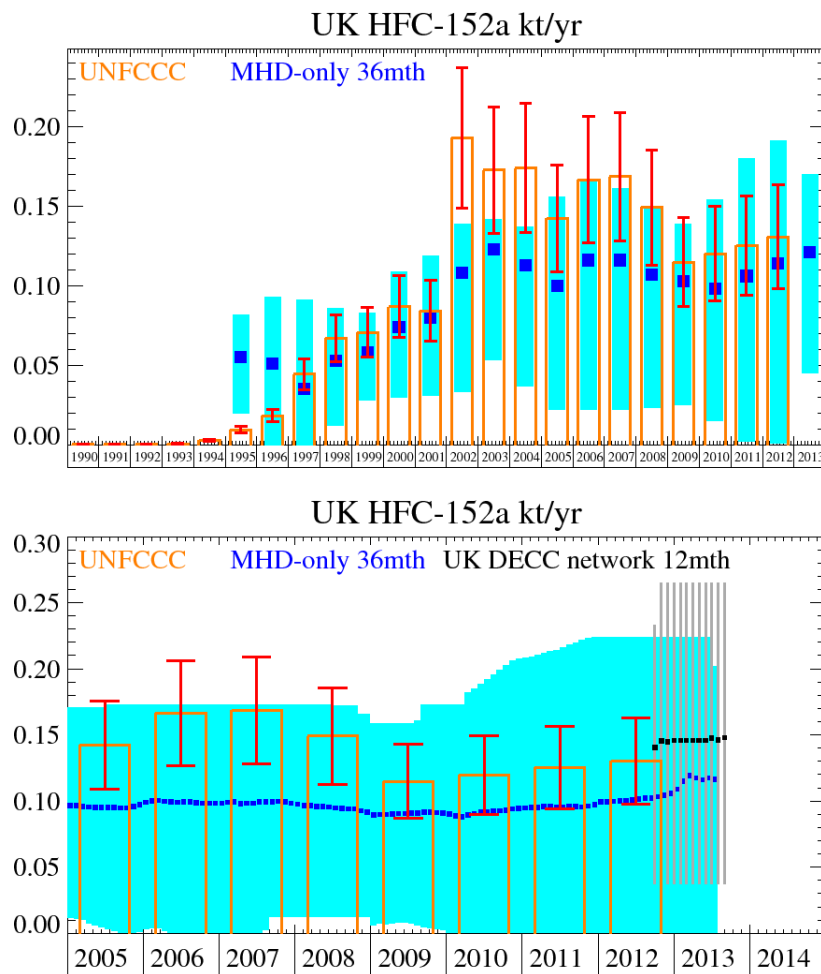 UK HFC-152a kt/yr
UNFCCC MHD-only 36mth
0.20
0.15
0.10
0.05
0.00
1990 1991 1992 1993 1994 1995 1996 1997 1998 1999 2000 2001 2002 2003 2004 2005 2006 2007 2008 2009 2010 2011 2012 2013
UK HFC-152a kt/yr
0.30
UNFCCC MHD-only 36mth UK DECC network 12mth
0.25
0.20
0.15
0.10
0.05
0.00
2005 2006 2007 2008 2009 2010 2011 2012 2013 2014